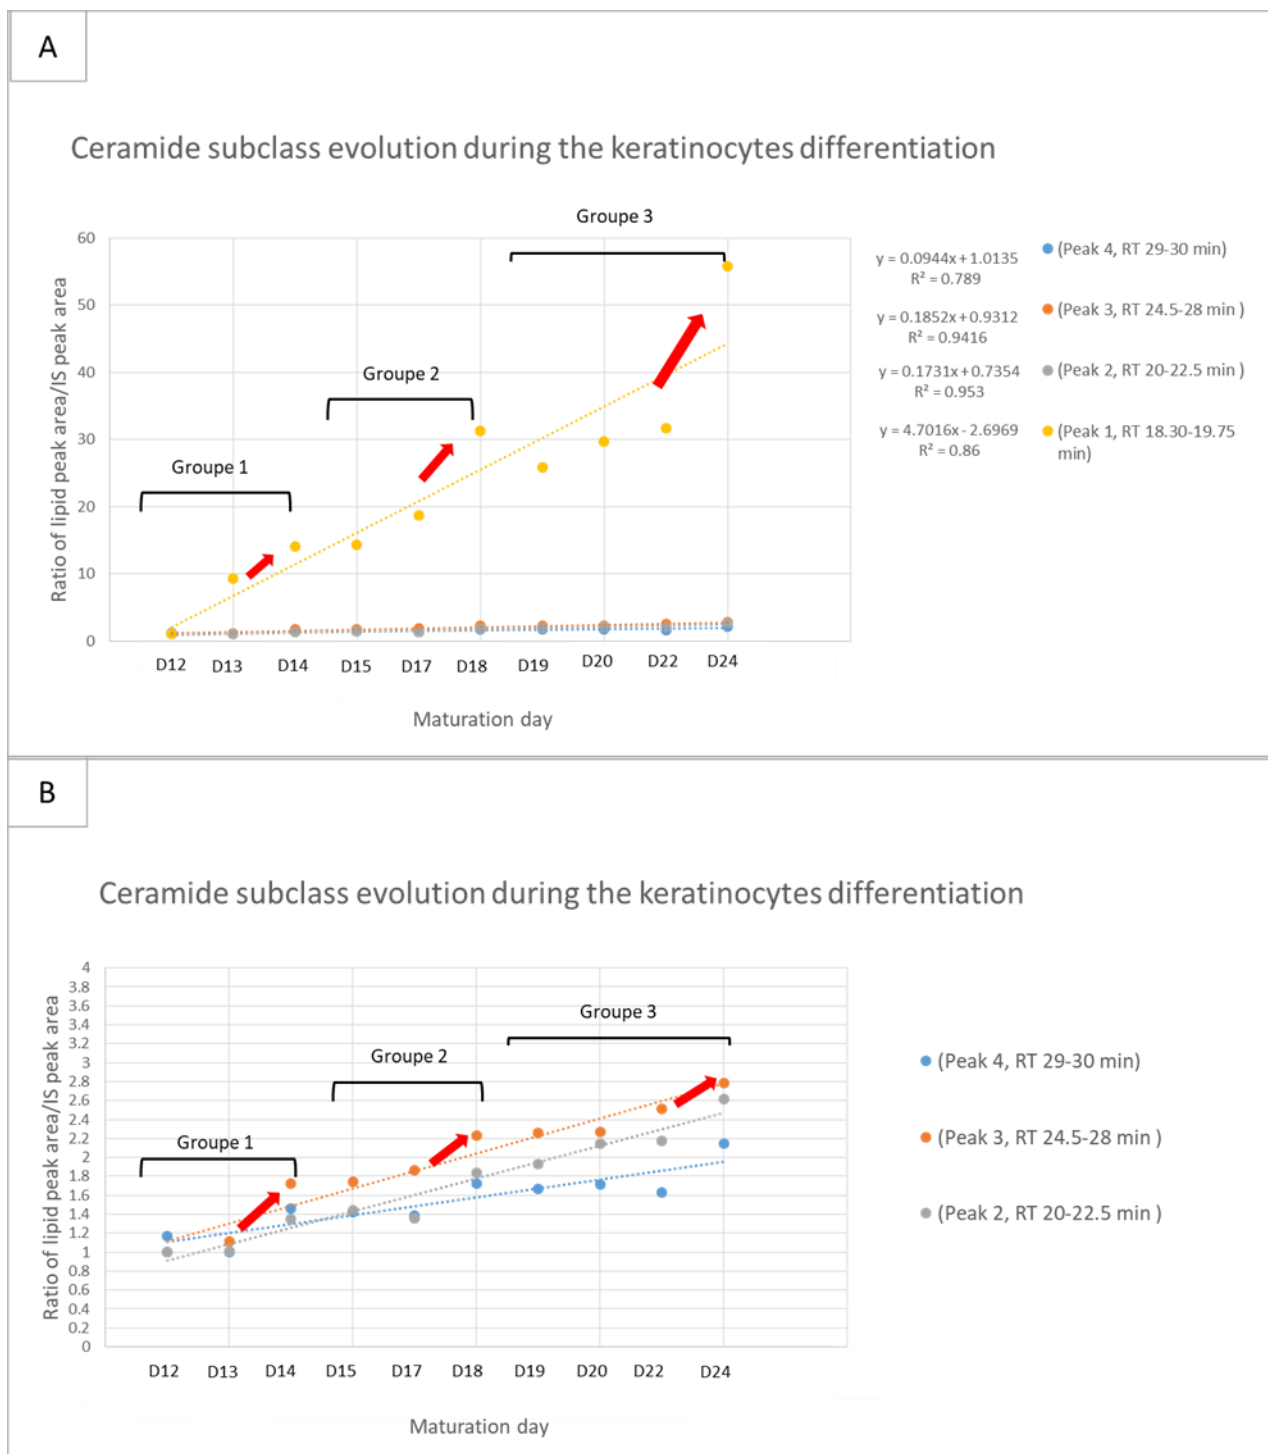 A
Ceramide subclass evolution during the keratinocytes differentiation
Groupe 3
Groupe 2
Groupe 1
60
50
40
30
20
10
0
Ratio of lipid peak area/IS peak area
D12 D13 D14 D15 D17 D18 D19 D20 D22 D24
Maturation day
y = 0.0944x + 1.0135
R² = 0.789
(Peak 4, RT 29-30 min)
y = 0.1852x + 0.9312
R² = 0.9416
(Peak 3, RT 24.5-28 min )
y = 0.1731x + 0.7354
R² = 0.953
(Peak 2, RT 20-22.5 min )
y = 4.7016x - 2.6969
R² = 0.86
(Peak 1, RT 18.30-19.75
min)
B
Ceramide subclass evolution during the keratinocytes differentiation
Groupe 3
Groupe 2
Groupe 1
4
3.8
3.6
3.4
3.2
3
2.8
2.6
2.4
2.2
2
1.8
1.6
1.4
1.2
1
0.8
0.6
0.4
0.2
0
Ratio of lipid peak area/IS peak area
D12 D13 D14 D15 D17 D18 D19 D20 D22 D24
Maturation day
(Peak 4, RT 29-30 min)
(Peak 3, RT 24.5-28 min )
(Peak 2, RT 20-22.5 min )